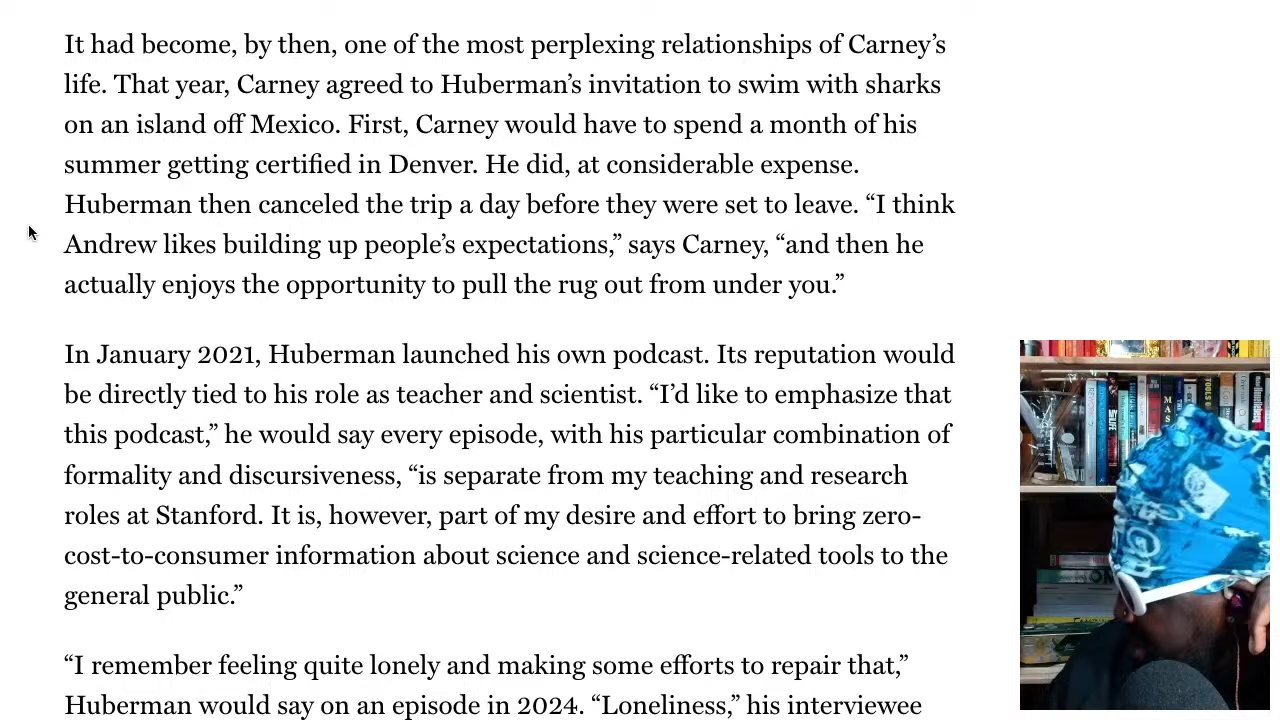 It had become, by then, one of the most perplexing relationships of Carney’s
life. That year, Carney agreed to Huberman’s invitation to swim with sharks
on an island off Mexico. First, Carney would have to spend a month of his
summer getting certified in Denver. He did, at considerable expense.
Huberman then canceled the trip a day before they were set to leave. “I think
Andrew likes building up people’s expectations,” says Carney, “and then he
actually enjoys the opportunity to pull the rug out from under you.”
In January 2021, Huberman launched his own podcast. Its reputation would
be directly tied to his role as teacher and scientist. “I’d like to emphasize that
this podcast,” he would say every episode, with his particular combination of
formality and discursiveness, “is separate from my teaching and research
roles at Stanford. It is, however, part of my desire and effort to bring zero-
cost-to-consumer information about science and science-related tools to the
general public.”
“I remember feeling quite lonely and making some efforts to repair that,”
Huberman would say on an episode in 2024. “Loneliness,” his interviewee